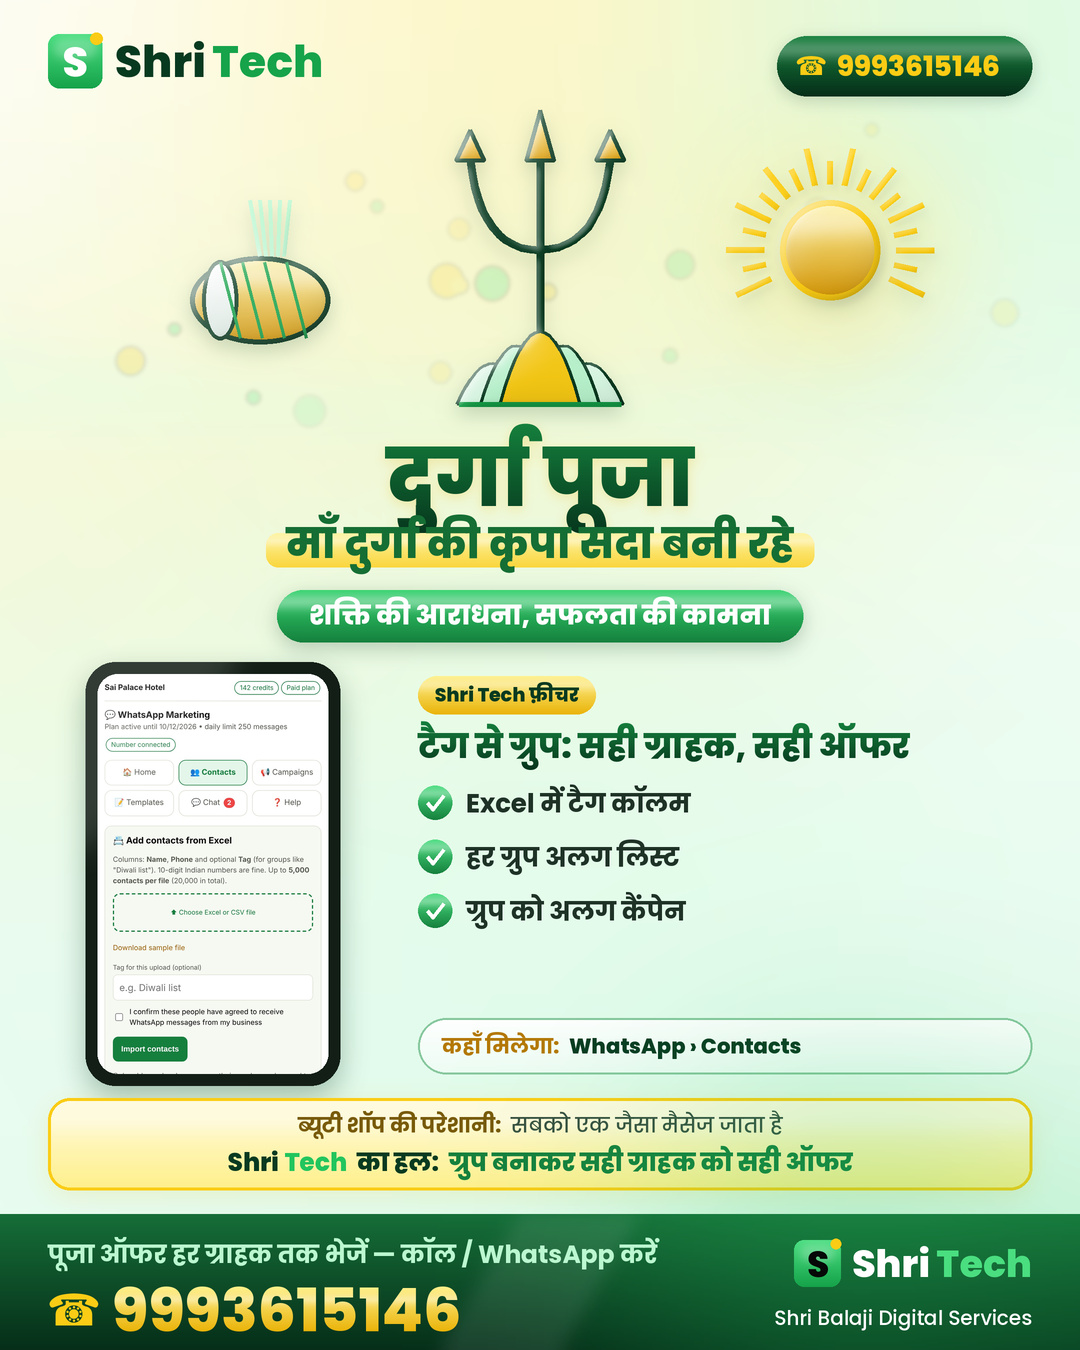 S Shri Tech
☎ 9993615146
दुर्गा पूजा
माँ दुर्गा की कृपा सदा बनी रहे
शक्ति की आराधना, सफलता की कामना
Sai Palace Hotel
142 credits
Paid plan
💬 WhatsApp Marketing
Plan active until 10/12/2026 • daily limit 250 messages
Number connected
🏠 Home
👥 Contacts
📢 Campaigns
📝 Templates
💬 Chat 2
❓ Help
📇 Add contacts from Excel
Columns: Name, Phone and optional Tag (for groups like
"Diwali list"). 10-digit Indian numbers are fine. Up to 5,000
contacts per file (20,000 in total).
⬆ Choose Excel or CSV file
Download sample file
Tag for this upload (optional)
e.g. Diwali list
I confirm these people have agreed to receive
WhatsApp messages from my business
Import contacts
Shri Tech फ़ीचर
टैग से ग्रुप: सही ग्राहक, सही ऑफर
Excel में टैग कॉलम
हर ग्रुप अलग लिस्ट
ग्रुप को अलग कैंपेन
कहाँ मिलेगा: WhatsApp › Contacts
ब्यूटी शॉप की परेशानी: सबको एक जैसा मैसेज जाता है
Shri Tech का हल: ग्रुप बनाकर सही ग्राहक को सही ऑफर
पूजा ऑफर हर ग्राहक तक भेजें — कॉल / WhatsApp करें
☎ 9993615146
S Shri Tech
Shri Balaji Digital Services